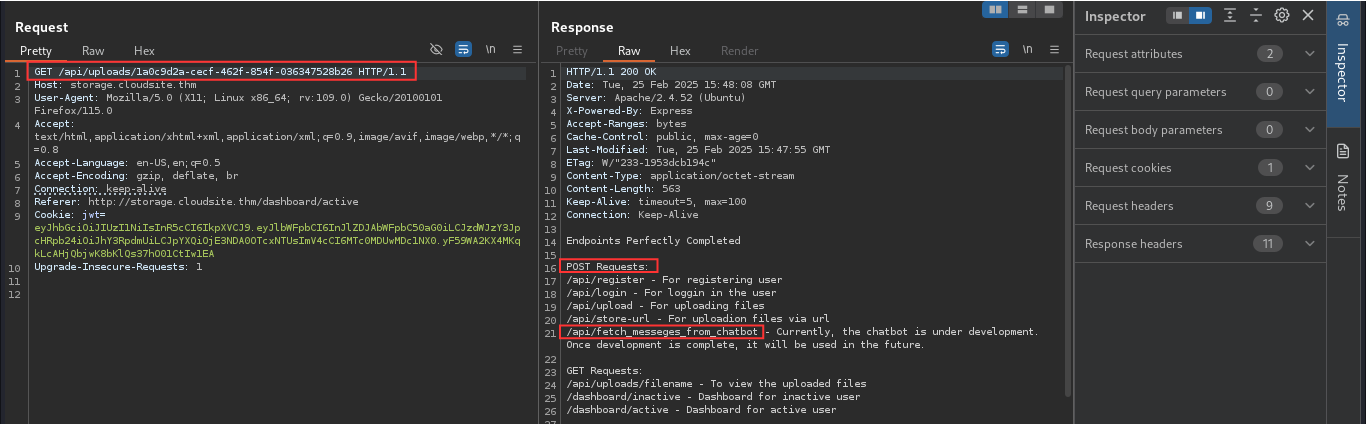 Request
Pretty Raw Hex
\n
1 GET /api/uploads/1a0c9d2a-cecf-462f-854f-036347528b26 HTTP/1.1
2 Host: storage.cloudsite.thm
3 User-Agent: Mozilla/5.0 (X11; Linux x86_64; rv:109.0) Gecko/20100101
Firefox/115.0
4 Accept:
text/html,application/xhtml+xml,application/xml;q=0.9,image/avif,image/webp,*/*;q
=0.8
5 Accept-Language: en-US,en;q=0.5
6 Accept-Encoding: gzip, deflate, br
7 Connection: keep-alive
8 Referer: http://storage.cloudsite.thm/dashboard/active
9 Cookie: jwt=
10 Upgrade-Insecure-Requests: 1
11
12
Response
Pretty Raw Hex Render
\n
1 HTTP/1.1 200 OK
2 Date: Tue, 25 Feb 2025 15:48:08 GMT
3 Server: Apache/2.4.52 (Ubuntu)
4 X-Powered-By: Express
5 Accept-Ranges: bytes
6 Cache-Control: public, max-age=0
7 Last-Modified: Tue, 25 Feb 2025 15:47:55 GMT
8 ETag: W/"233-1953dcb194c"
9 Content-Type: application/octet-stream
10 Content-Length: 563
11 Keep-Alive: timeout=5, max=100
12 Connection: Keep-Alive
13
14 Endpoints Perfectly Completed
15
16 POST Requests:
17 /api/register - For registering user
18 /api/login - For loggin in the user
19 /api/upload - For uploading files
20 /api/store-url - For uploadion files via url
21 /api/fetch_messeges_from_chatbot - Currently, the chatbot is under development.
Once development is complete, it will be used in the future.
22
23 GET Requests:
24 /api/uploads/filename - To view the uploaded files
25 /dashboard/inactive - Dashboard for inactive user
26 /dashboard/active - Dashboard for active user
Inspector
Request attributes 2
Request query parameters 0
Request body parameters 0
Request cookies 1
Request headers 9
Response headers 11
Inspector
Notes